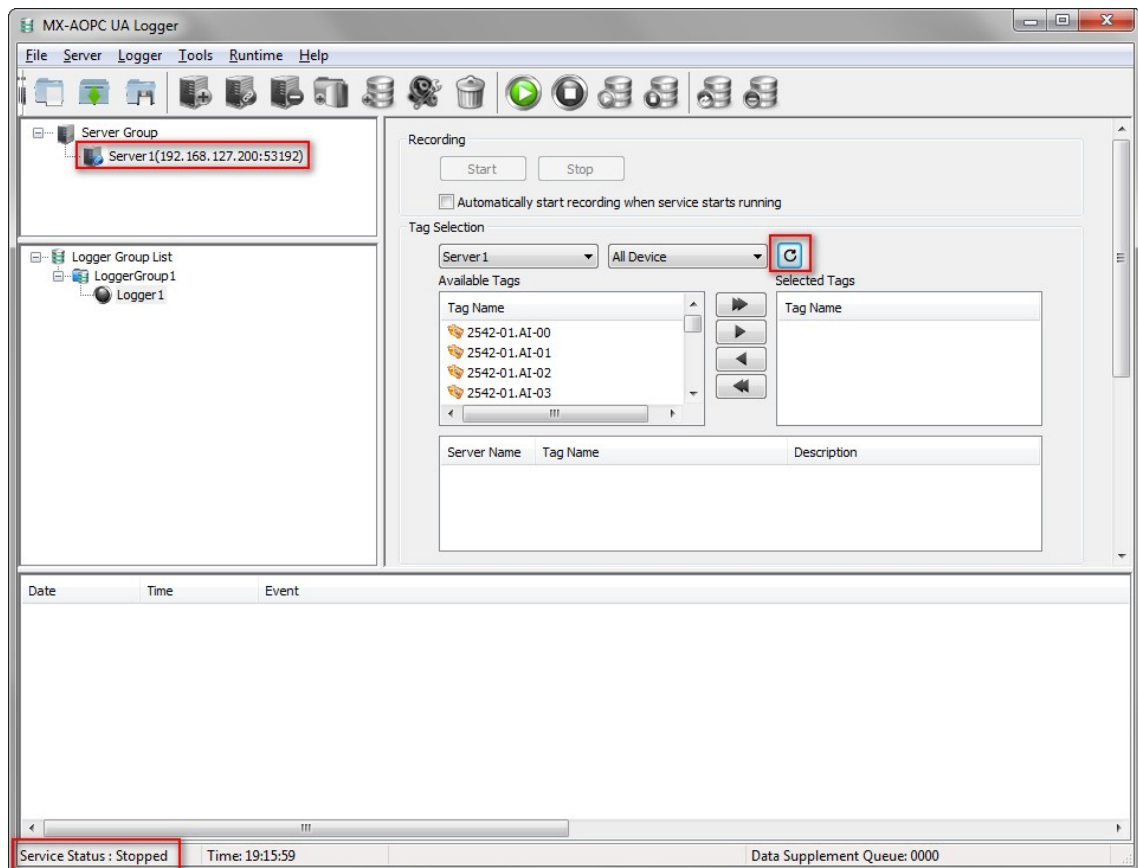 MX-AOPC UA Logger
File Server Logger Tools Runtime Help
Server Group
Server1(192.168.127.200:53192)
Logger Group List
LoggerGroup1
Logger1
Recording
Start Stop
Automatically start recording when service starts running
Tag Selection
Server1 All Device
Available Tags Selected Tags
Tag Name Tag Name
2542-01.AI-00
2542-01.AI-01
2542-01.AI-02
2542-01.AI-03
Server Name Tag Name Description
Date Time Event
Service Status : Stopped Time: 19:15:59 Data Supplement Queue: 0000